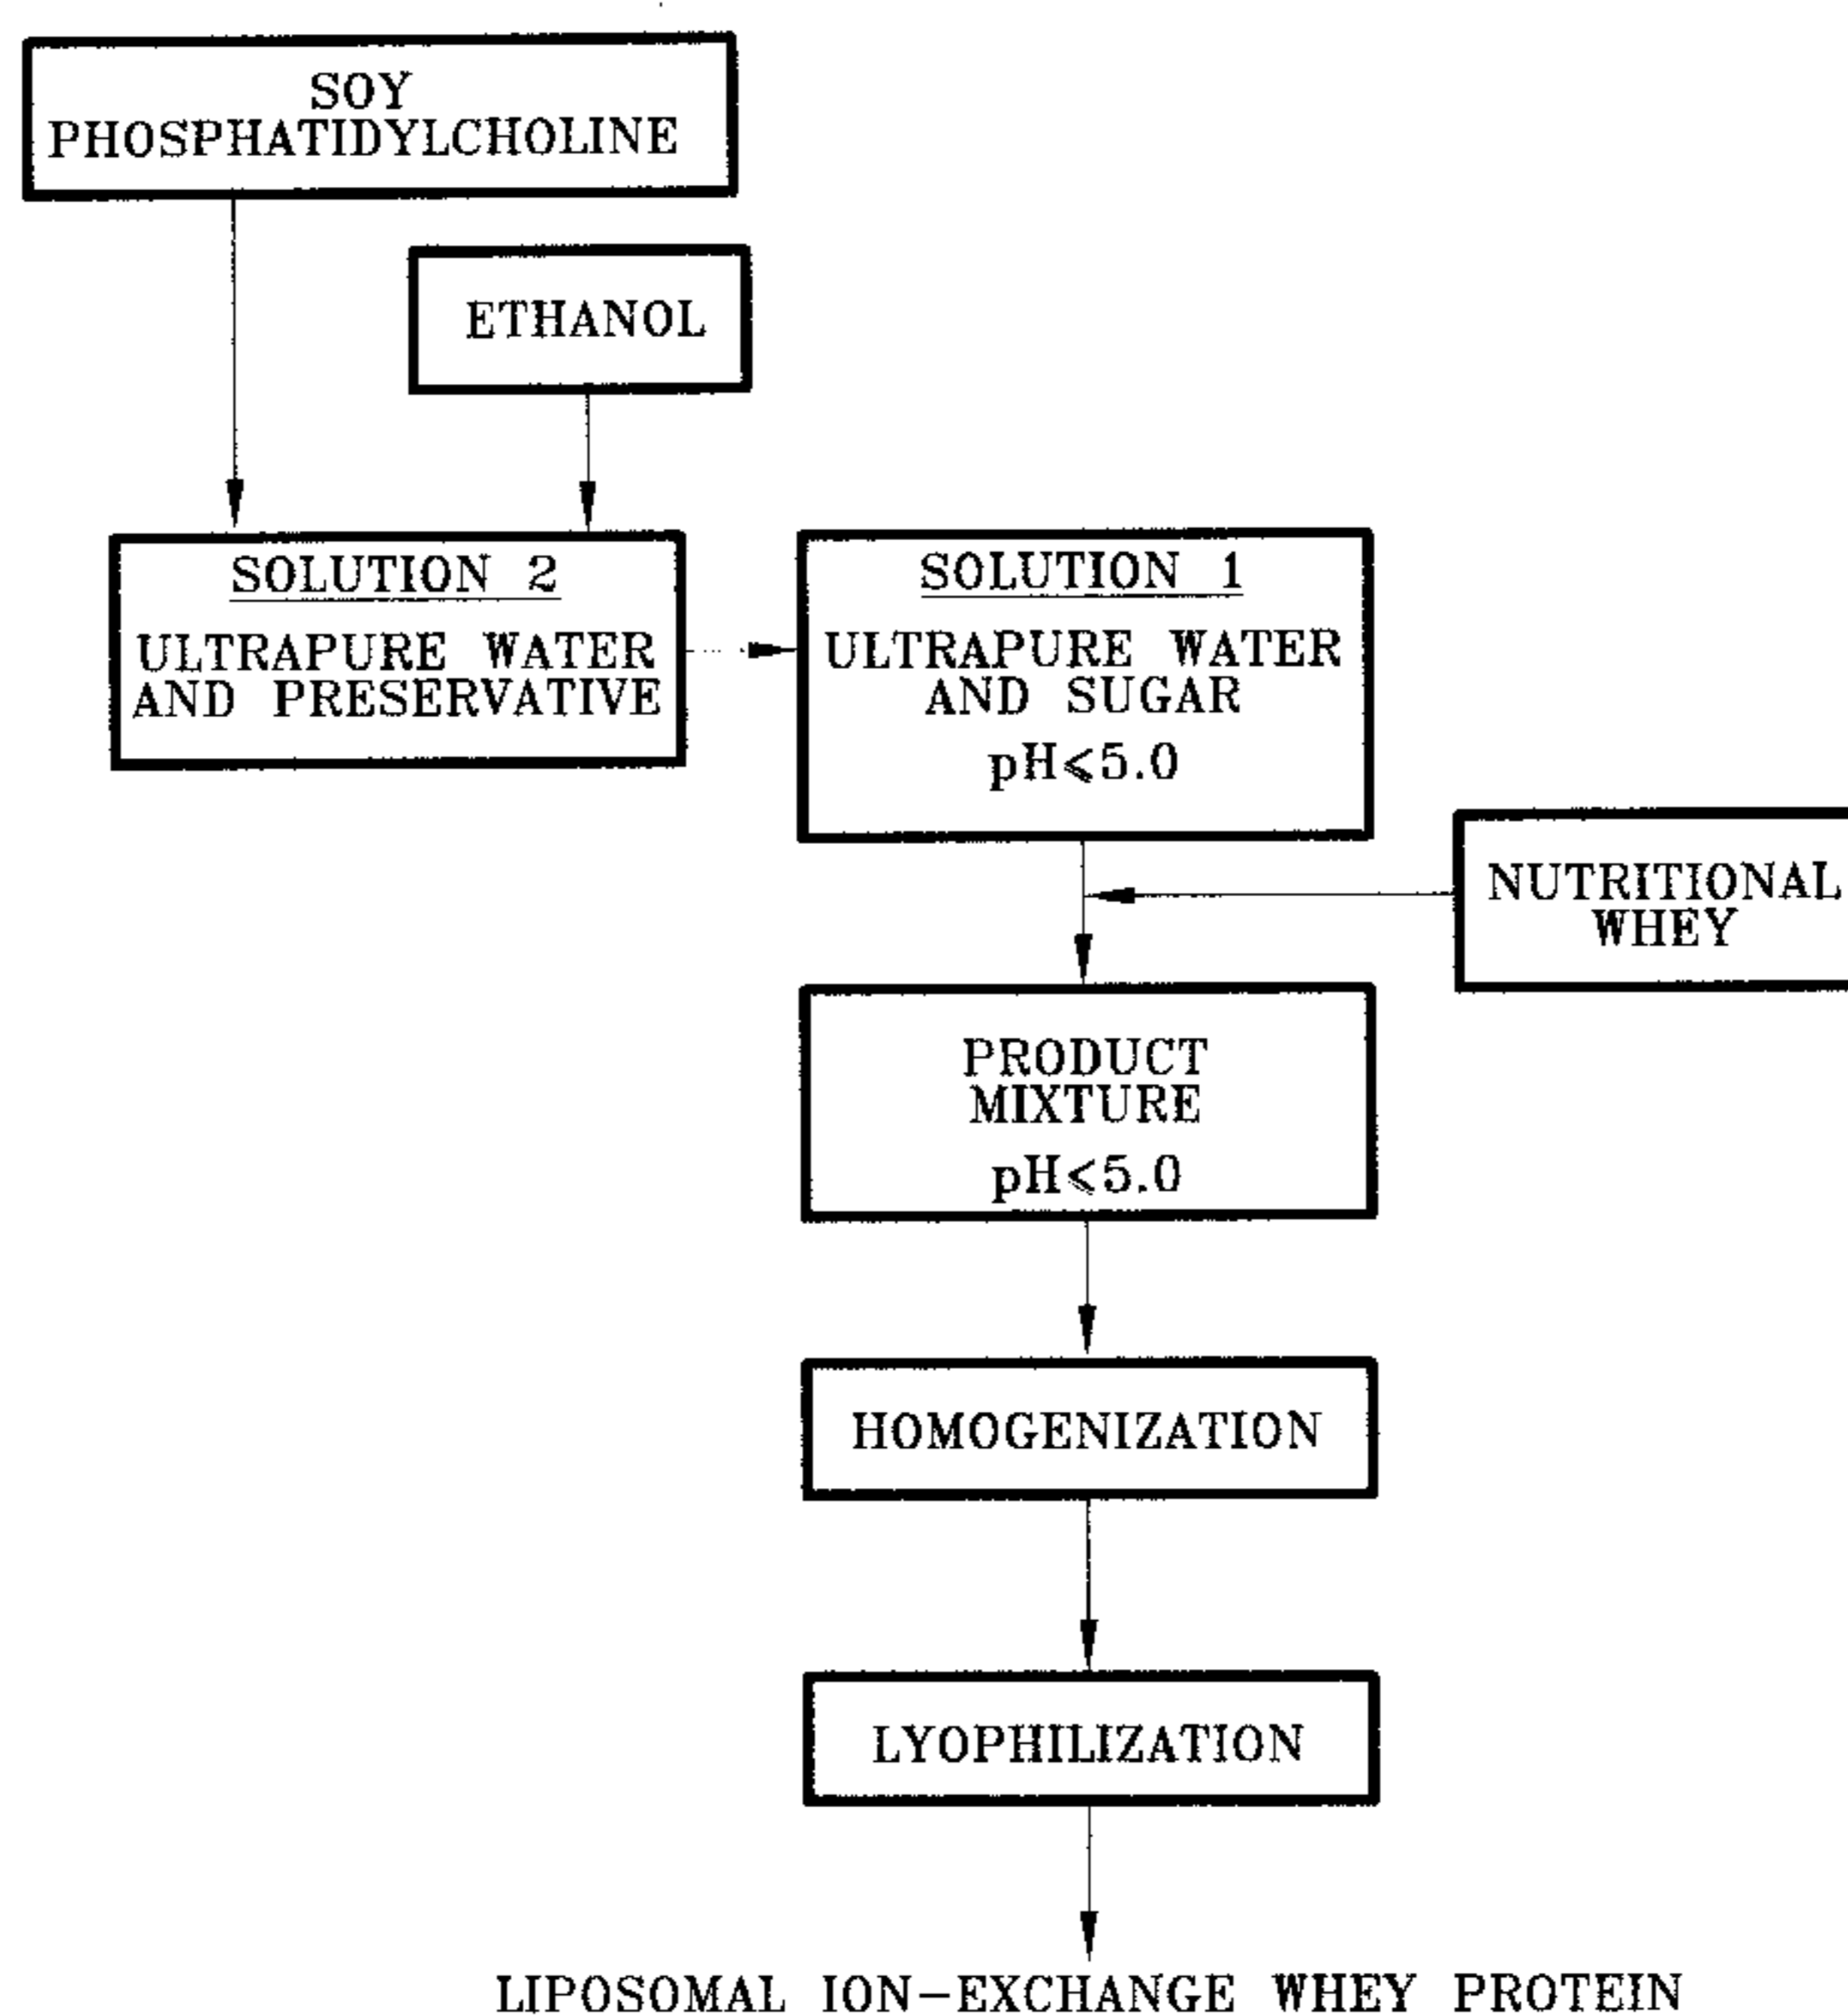 SOY
PHOSPHATIDYLCHOLINE
ETHANOL
SOLUTION 2
ULTRAPURE WATER
AND PRESERVATIVE
SOLUTION 1
ULTRAPURE WATER
AND SUGAR
pH⩽5.0
NUTRITIONAL
WHEY
PRODUCT
MIXTURE
pH⩽5.0
HOMOGENIZATION
LYOPHILIZATION
LIPOSOMAL ION-EXCHANGE WHEY PROTEIN